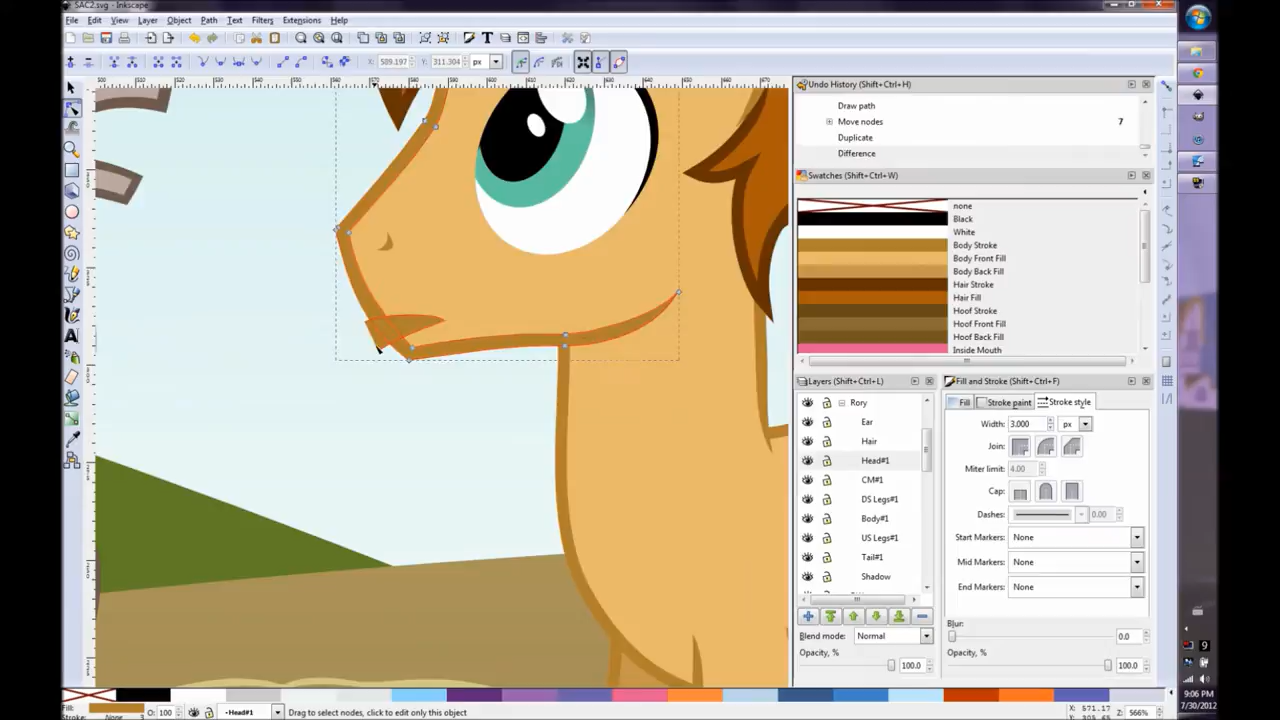 SAC2.svg - Inkscape
File Edit View Layer Object Path Text Filters Extensions Help
X: 589.197 Y: 311.304 px
Undo History (Shift+Ctrl+H)
Draw path
Move nodes 7
Duplicate
Difference
Swatches (Shift+Ctrl+W)
none
Black
White
Body Stroke
Body Front Fill
Body Back Fill
Hair Stroke
Hair Fill
Hoof Stroke
Hoof Front Fill
Hoof Back Fill
Inside Mouth
Layers (Shift+Ctrl+L)
Rory
Ear
Hair
Head#1
CM#1
DS Legs#1
Body#1
US Legs#1
Tail#1
Shadow
Blend mode: Normal
Opacity, % 100.0
Fill and Stroke (Shift+Ctrl+F)
Fill Stroke paint Stroke style
Width: 3.000 px
Join:
Miter limit: 4.00
Cap:
Dashes: 0.00
Start Markers: None
Mid Markers: None
End Markers: None
Blur:
0.0
Opacity, %
100.0
9:06 PM
7/30/2012
Fill:
Stroke: None 3
O: 100
Head#1
Drag to select nodes, click to edit only this object
X: 571.17
Z: 566%